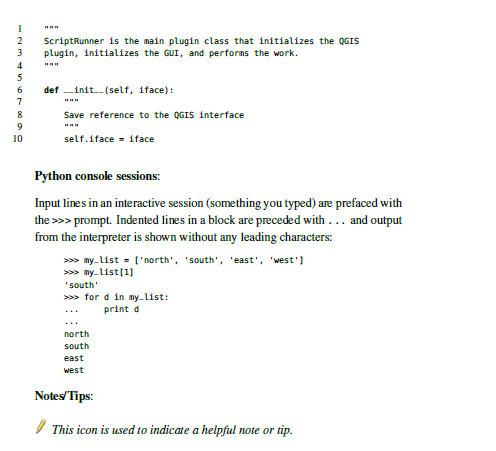 1 """
2 ScriptRunner is the main plugin class that initializes the QGIS
3 plugin, initializes the GUI, and performs the work.
4 """
5
6 def __init__(self, iface):
7 """
8 Save reference to the QGIS interface
9 """
10 self.iface = iface
Python console sessions:
Input lines in an interactive session (something you typed) are prefaced with
the >>> prompt. Indented lines in a block are preceded with ... and output
from the interpreter is shown without any leading characters:
>>> my_list = ['north', 'south', 'east', 'west']
>>> my_list[1]
'south'
>>> for d in my_list:
... print d
...
north
south
east
west
Notes/Tips:
This icon is used to indicate a helpful note or tip.